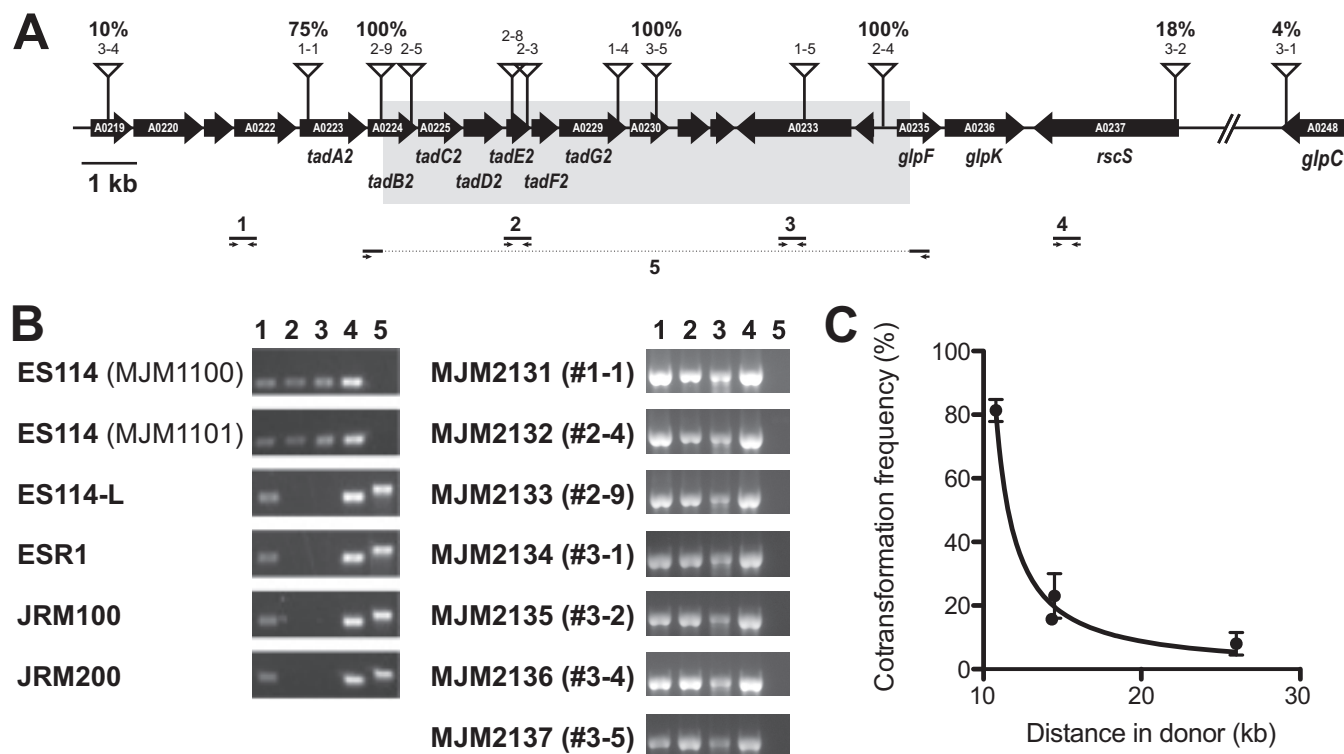 A
10% 75% 100% 100% 100% 18% 4%
3-4 1-1 2-9 2-5 2-8 2-3 1-4 3-5 1-5 2-4 3-2 3-1
A0219 A0220 A0222 A0223 A0224 A0225 A0229 A0230 A0233 A0235 A0236 A0237 A0248
tadA2 tadC2 tadE2 tadG2 glpF glpK rscS glpC
tadB2 tadD2 tadF2
1 kb
1 2 3 4
5
B
1 2 3 4 5
ES114 (MJM1100)
ES114 (MJM1101)
ES114-L
ESR1
JRM100
JRM200
1 2 3 4 5
MJM2131 (#1-1)
MJM2132 (#2-4)
MJM2133 (#2-9)
MJM2134 (#3-1)
MJM2135 (#3-2)
MJM2136 (#3-4)
MJM2137 (#3-5)
C
Cotransformation frequency (%)
100
80
60
40
20
0
10 20 30
Distance in donor (kb)